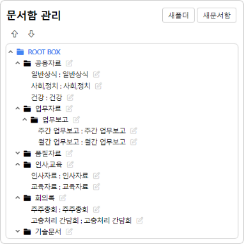 문서함 관리
새폴더 새문서함
ROOT BOX
공용자료
일반상식 : 일반상식
사회,정치 : 사회,정치
건강 : 건강
업무자료
업무보고
주간 업무보고 : 주간 업무보고
월간 업무보고 : 월간 업무보고
품질자료
인사,교육
인사자료 : 인사자료
교육자료 : 교육자료
회의록
주주총회 : 주주총회
고충처리 간담회 : 고충처리 간담회
기술문서